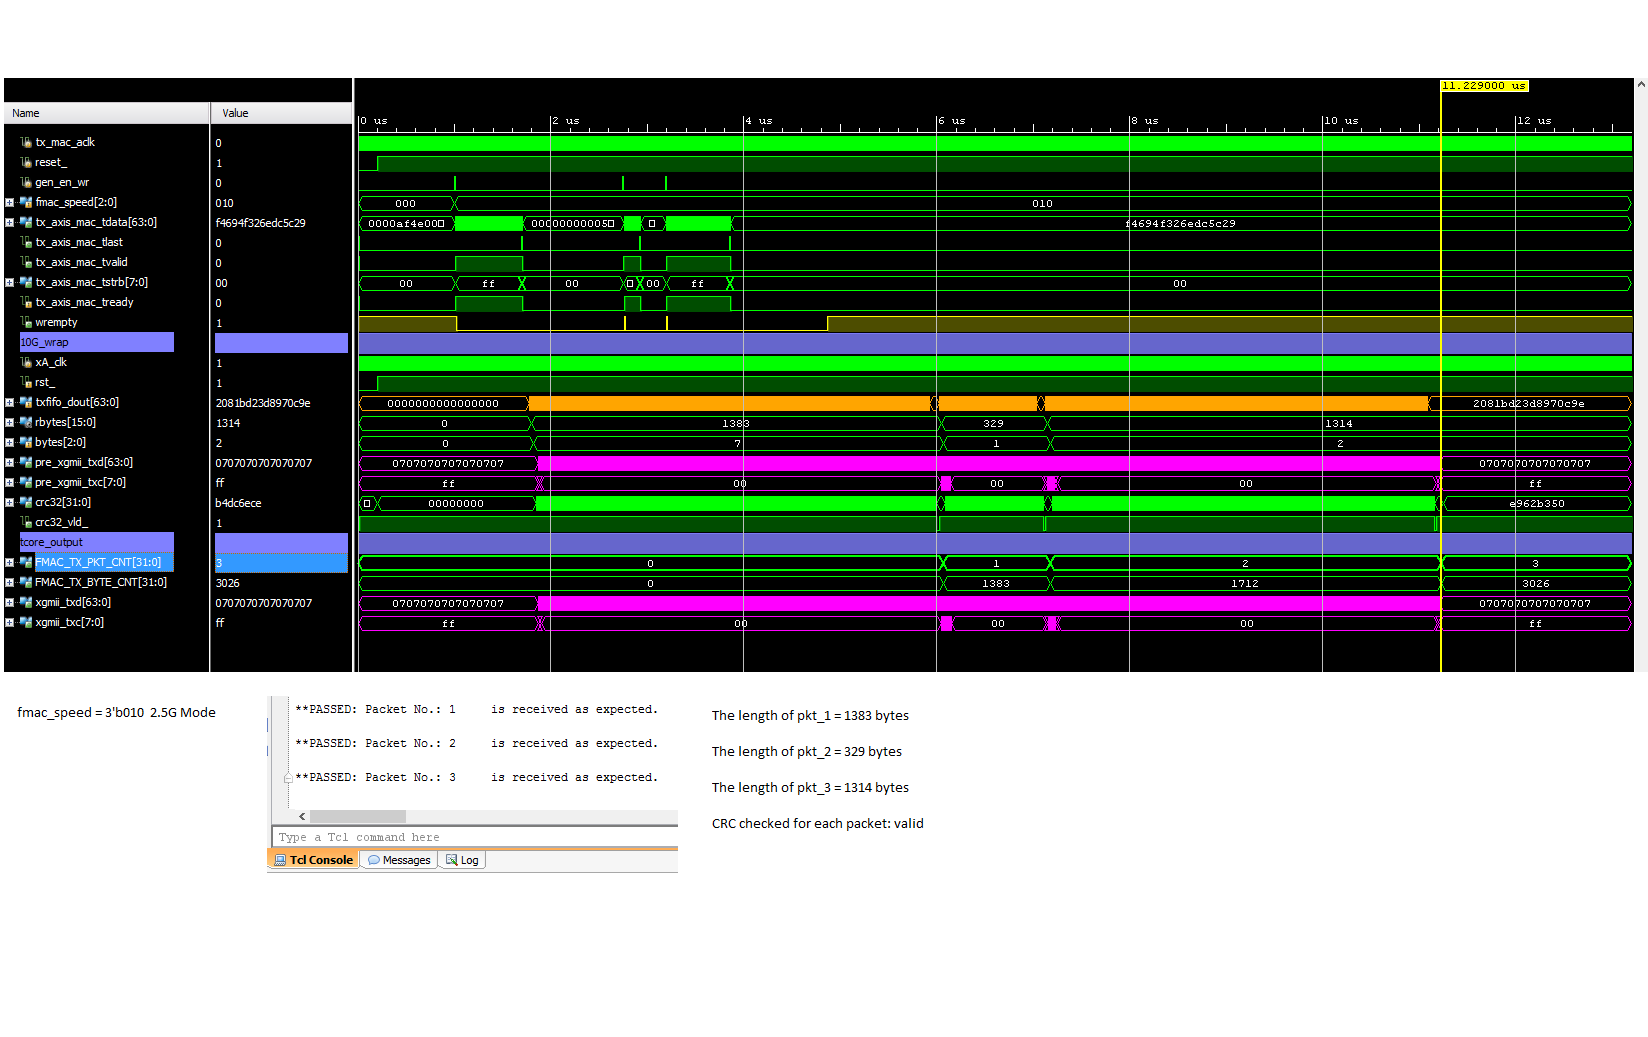 11.229000 us
Name Value
0 us 2 us 4 us 6 us 8 us 10 us 12 us
tx_mac_aclk 0
reset_ 1
gen_en_wr 0
fmac_speed[2:0] 010 000 010
tx_axis_mac_tdata[63:0] f4694f326edc5c29 0000af4e00 00000000005 f4694f326edc5c29
tx_axis_mac_tlast 0
tx_axis_mac_tvalid 0
tx_axis_mac_tstrb[7:0] 00 00 ff 00 00 ff 00
tx_axis_mac_tready 0
wrempty 1
10G_wrap
xA_clk 1
rst_ 1
txfifo_dout[63:0] 2081bd23d8970c9e 0000000000000000 2081bd23d8970c9e
rbytes[15:0] 1314 0 1383 329 1314
bytes[2:0] 2 0 7 1 2
pre_xgmii_txd[63:0] 0707070707070707 0707070707070707 0707070707070707
pre_xgmii_txc[7:0] ff ff 00 00 00 ff
crc32[31:0] b4dc6ece 00000000 e962b350
crc32_vld_ 1
tcore_output
FMAC_TX_PKT_CNT[31:0] 3 0 1 2 3
FMAC_TX_BYTE_CNT[31:0] 3026 0 1383 1712 3026
xgmii_txd[63:0] 0707070707070707 0707070707070707 0707070707070707
xgmii_txc[7:0] ff ff 00 00 00 ff
fmac_speed = 3'b010 2.5G Mode
**PASSED: Packet No.: 1 is received as expected.
**PASSED: Packet No.: 2 is received as expected.
**PASSED: Packet No.: 3 is received as expected.
Type a Tcl command here
Tcl Console Messages Log
The length of pkt_1 = 1383 bytes
The length of pkt_2 = 329 bytes
The length of pkt_3 = 1314 bytes
CRC checked for each packet: valid